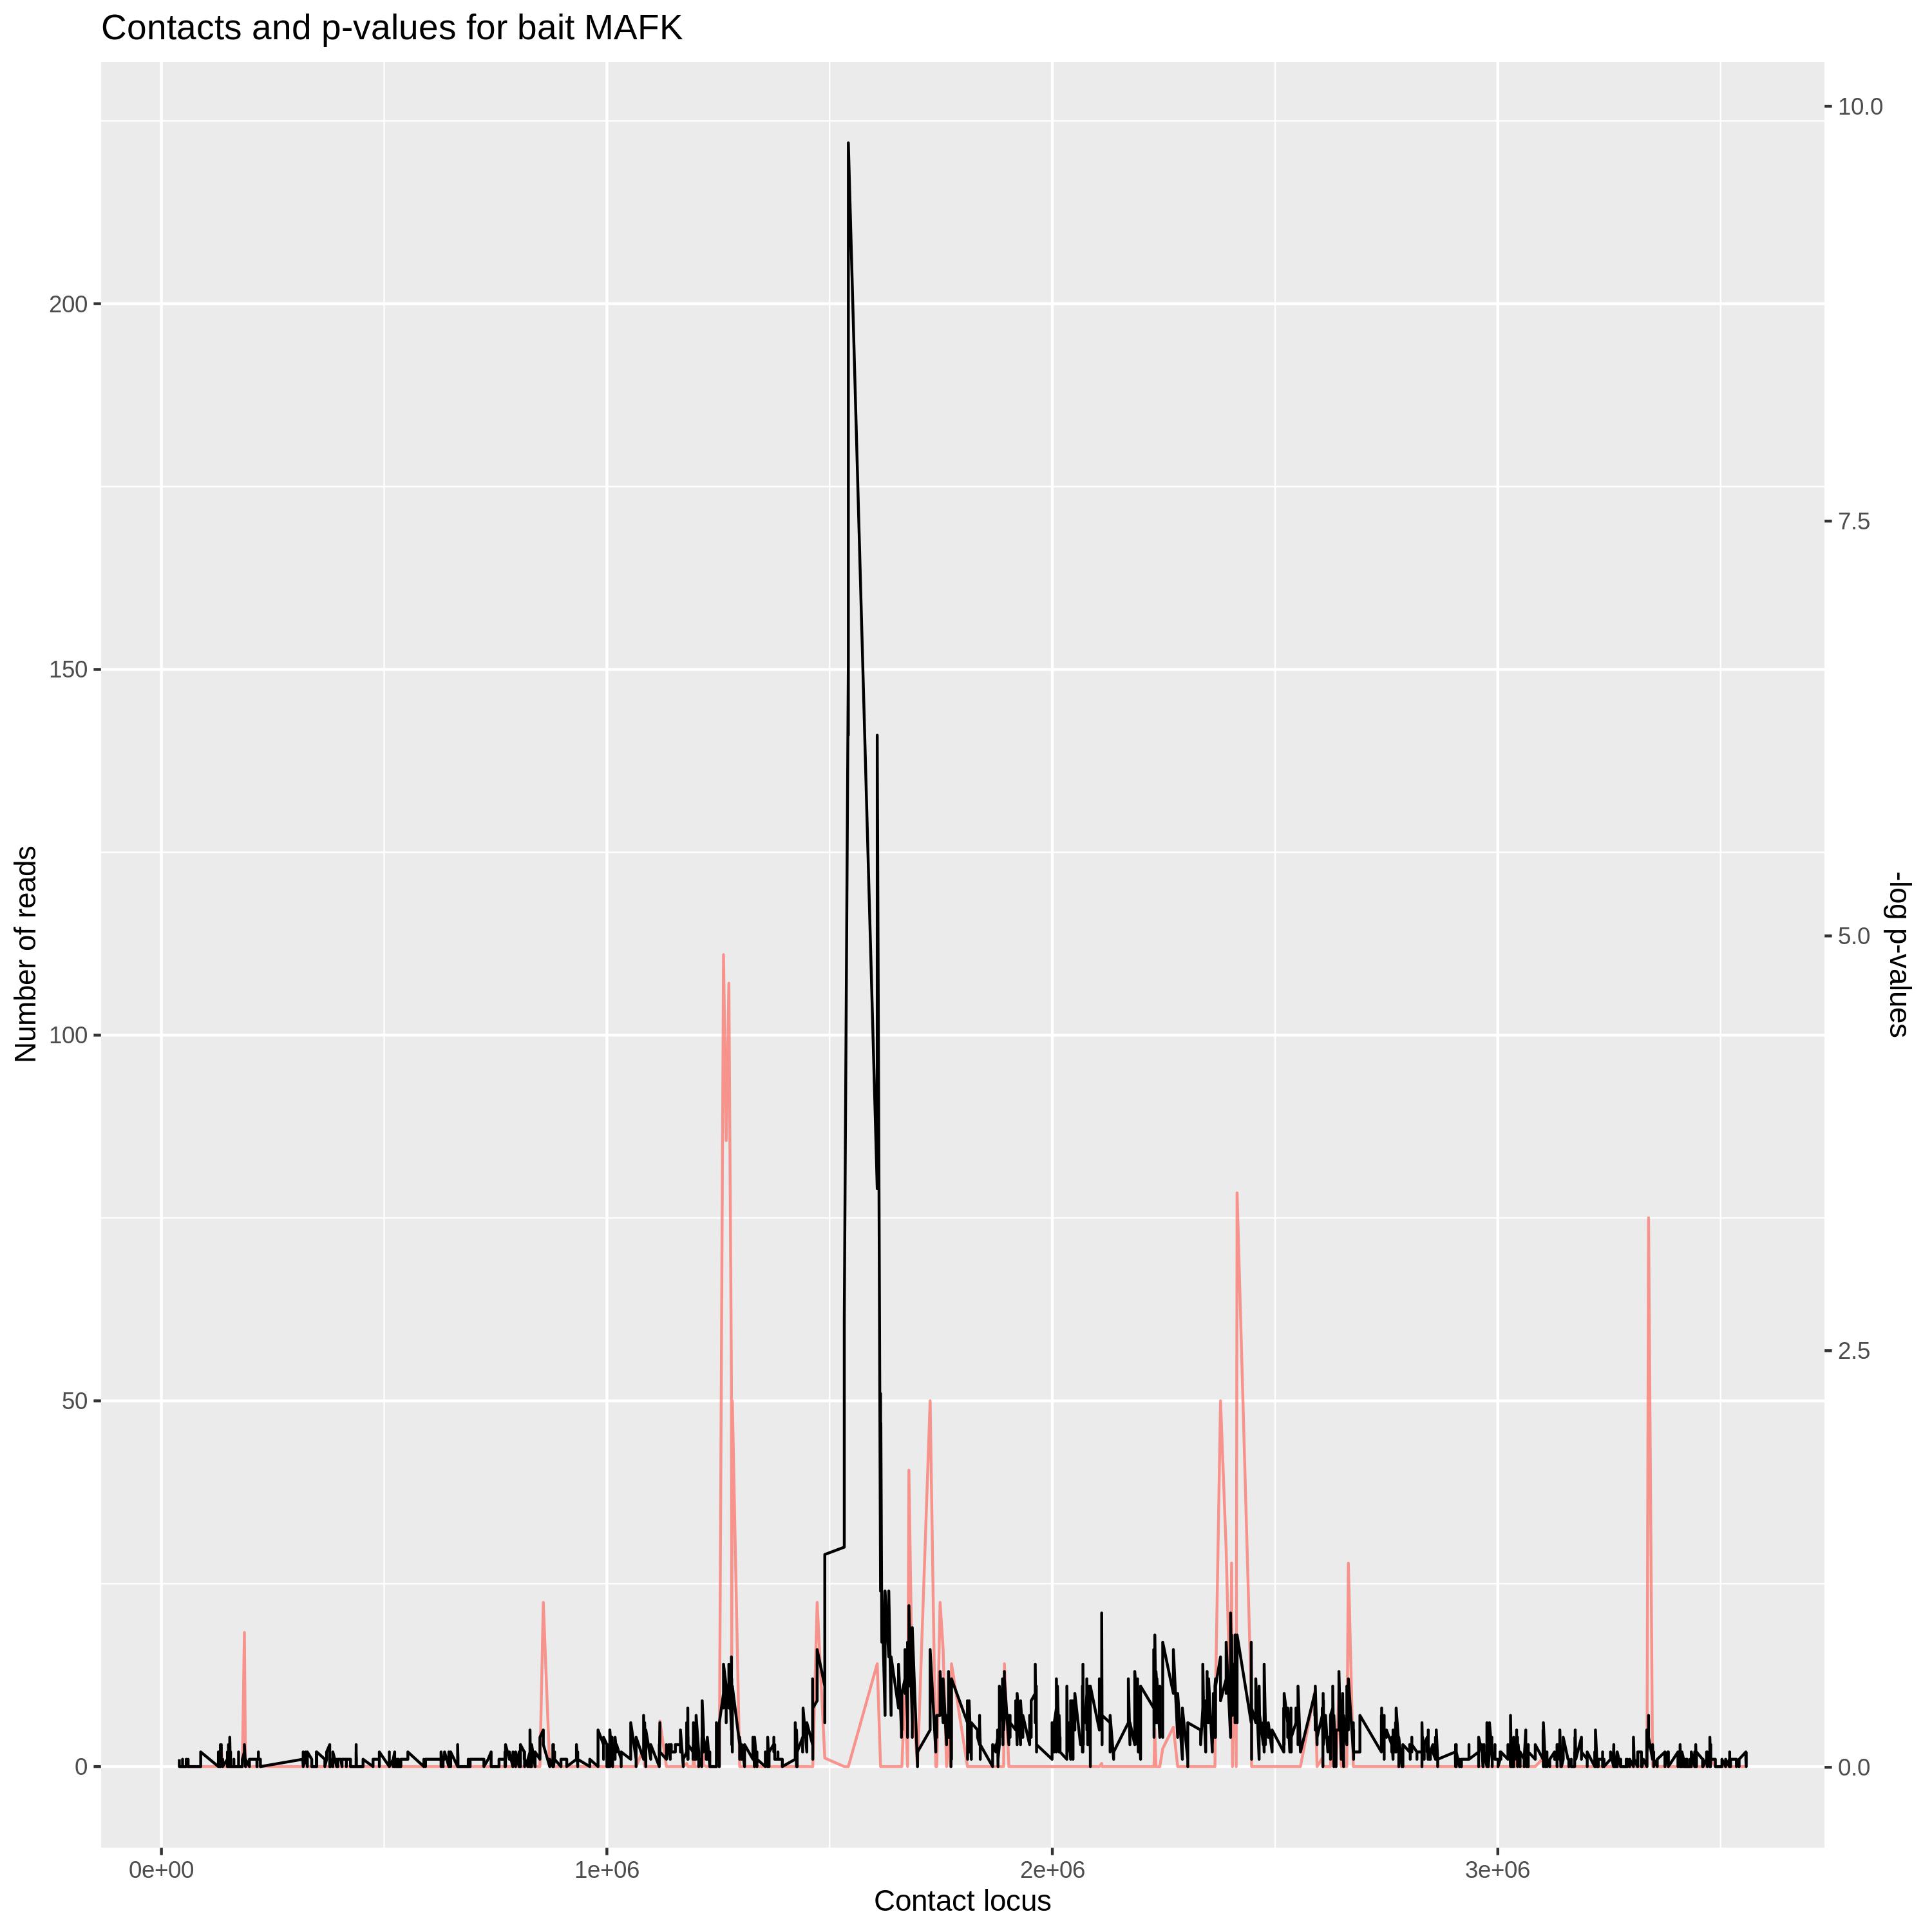 Contacts and p-values for bait MAFK
Number of reads
200
150
100
50
0
10.0
7.5
5.0
2.5
0.0
-log p-values
0e+00 1e+06 2e+06 3e+06
Contact locus